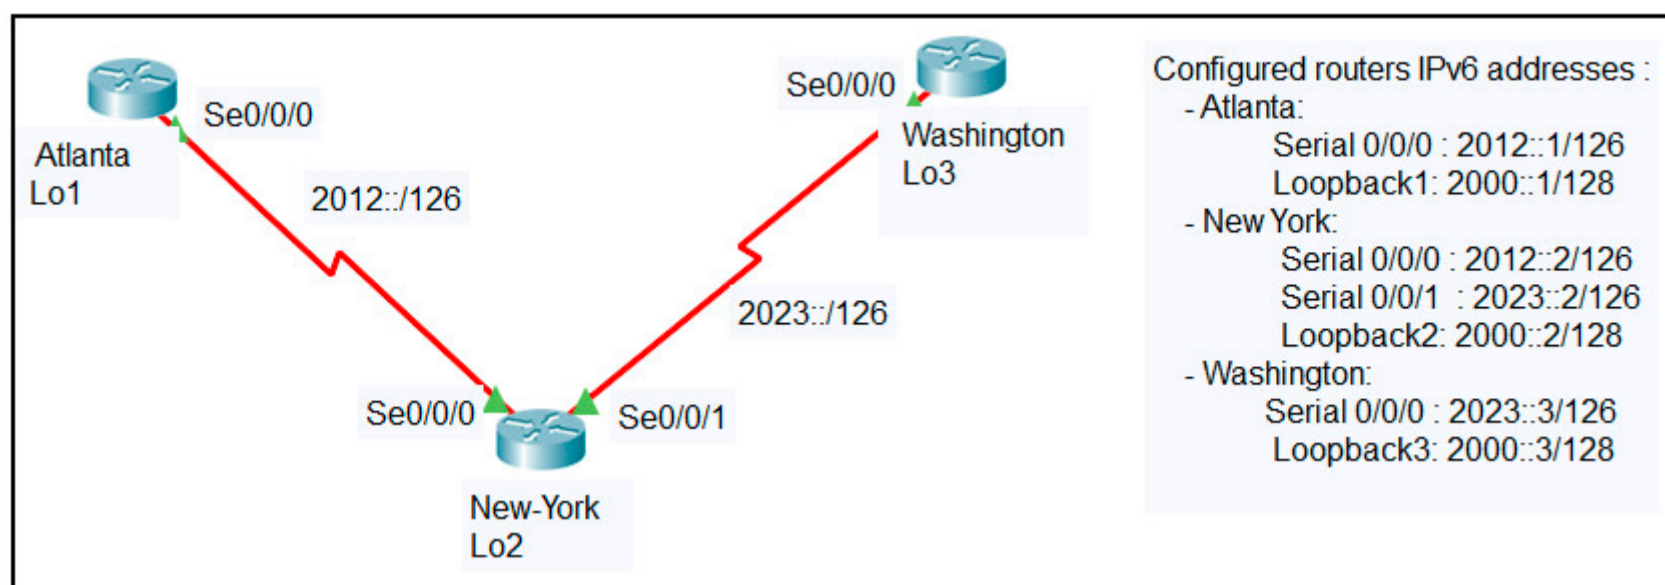 Se0/0/0
Atlanta
Lo1
2012::/126
Se0/0/0
Washington
Lo3
2023::/126
Se0/0/0
Se0/0/1
New-York
Lo2
Configured routers IPv6 addresses :
- Atlanta:
Serial 0/0/0 : 2012::1/126
Loopback1: 2000::1/128
- New York:
Serial 0/0/0 : 2012::2/126
Serial 0/0/1 : 2023::2/126
Loopback2: 2000::2/128
- Washington:
Serial 0/0/0 : 2023::3/126
Loopback3: 2000::3/128